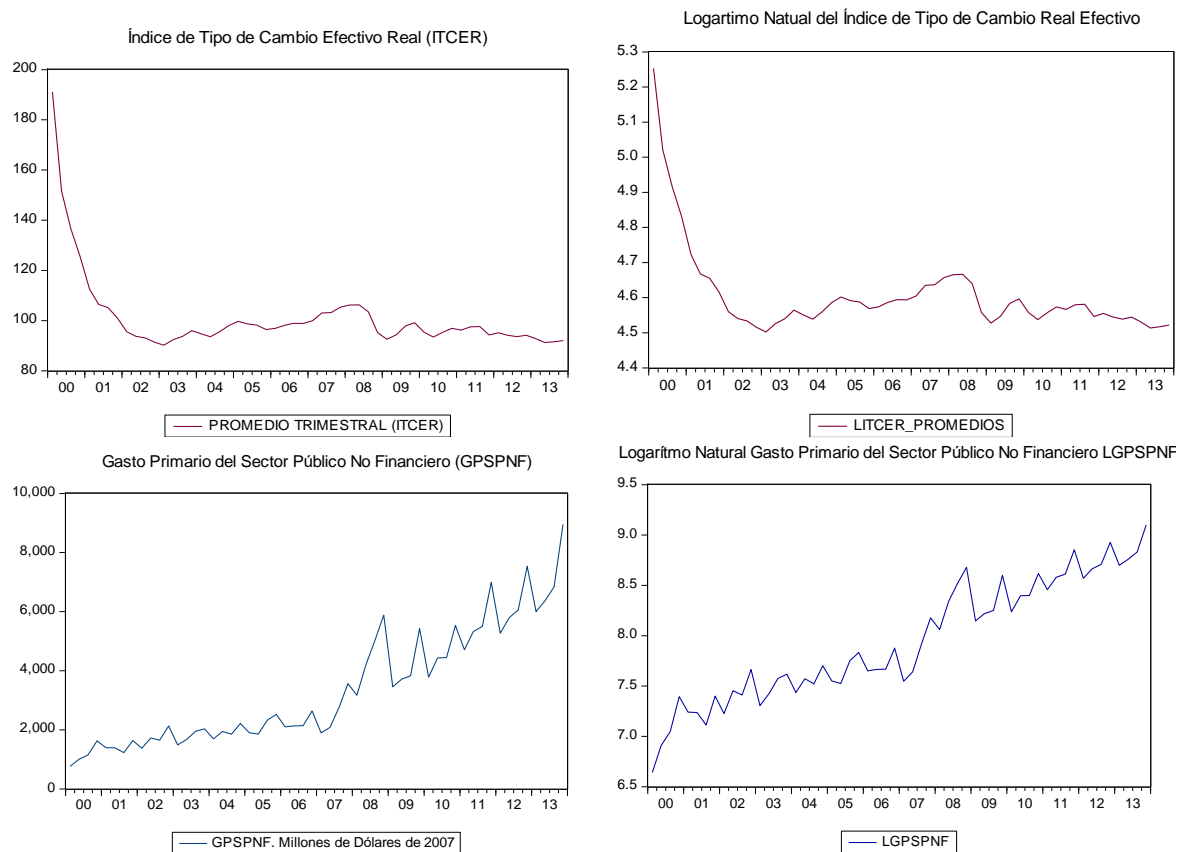 Índice de Tipo de Cambio Efectivo Real (ITCER)
200
180
160
140
120
100
80
00 01 02 03 04 05 06 07 08 09 10 11 12 13
PROMEDIO TRIMESTRAL (ITCER)
Logartimo Natual del Índice de Tipo de Cambio Real Efectivo
5.3
5.2
5.1
5.0
4.9
4.8
4.7
4.6
4.5
4.4
00 01 02 03 04 05 06 07 08 09 10 11 12 13
LITCER_PROMEDIOS
Gasto Primario del Sector Público No Financiero (GPSPNF)
10,000
8,000
6,000
4,000
2,000
0
00 01 02 03 04 05 06 07 08 09 10 11 12 13
GPSPNF. Millones de Dólares de 2007
Logarítmo Natural Gasto Primario del Sector Público No Financiero LGPSPNF
9.5
9.0
8.5
8.0
7.5
7.0
6.5
00 01 02 03 04 05 06 07 08 09 10 11 12 13
LGPSPNF